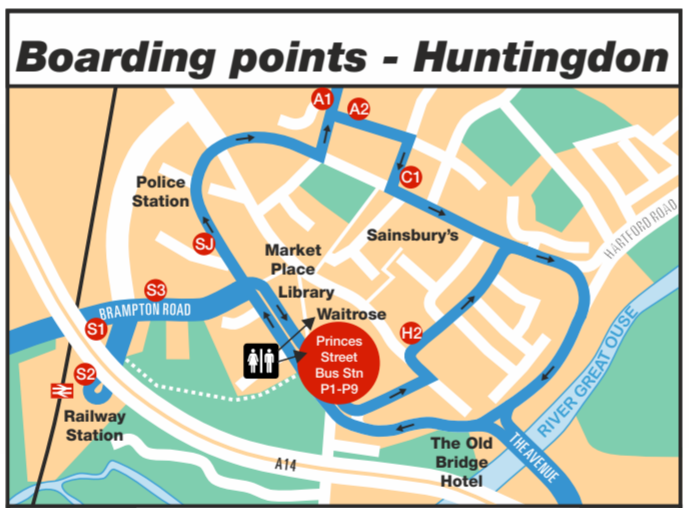 Boarding points - Huntingdon
A1
A2
C1
Police
Station
SJ
Sainsbury's
HARTFORD ROAD
Market
Place
Library
Waitrose
S3
BRAMPTON ROAD
S1
S2
H2
Princes
Street
Bus Stn
P1-P9
RIVER GREAT OUSE
Railway
Station
A14
The Old
Bridge
Hotel
THE AVENUE